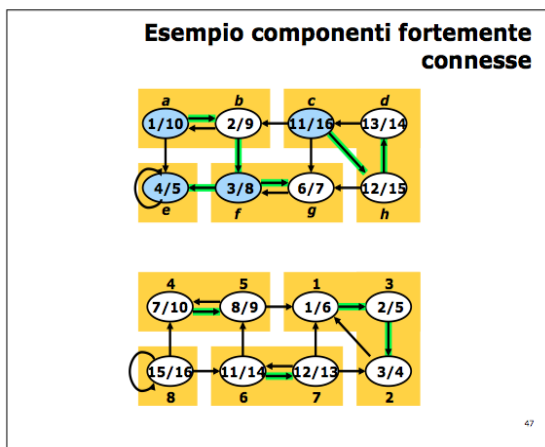 Esempio componenti fortemente
connesse
a b c d
1/10 2/9 11/16 13/14
4/5 3/8 6/7 12/15
e f g h
4 5 1 3
7/10 8/9 1/6 2/5
15/16 11/14 12/13 3/4
8 6 7 2
47